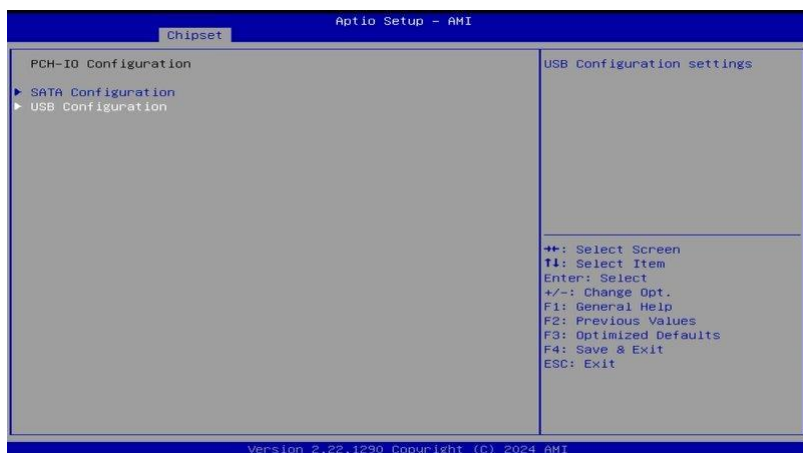 Aptio Setup – AMI
Chipset
PCH-IO Configuration
SATA Configuration
USB Configuration
USB Configuration settings
→←: Select Screen
↑↓: Select Item
Enter: Select
+/-: Change Opt.
F1: General Help
F2: Previous Values
F3: Optimized Defaults
F4: Save & Exit
ESC: Exit
Version 2.22.1290 Copyright (C) 2024 AMI